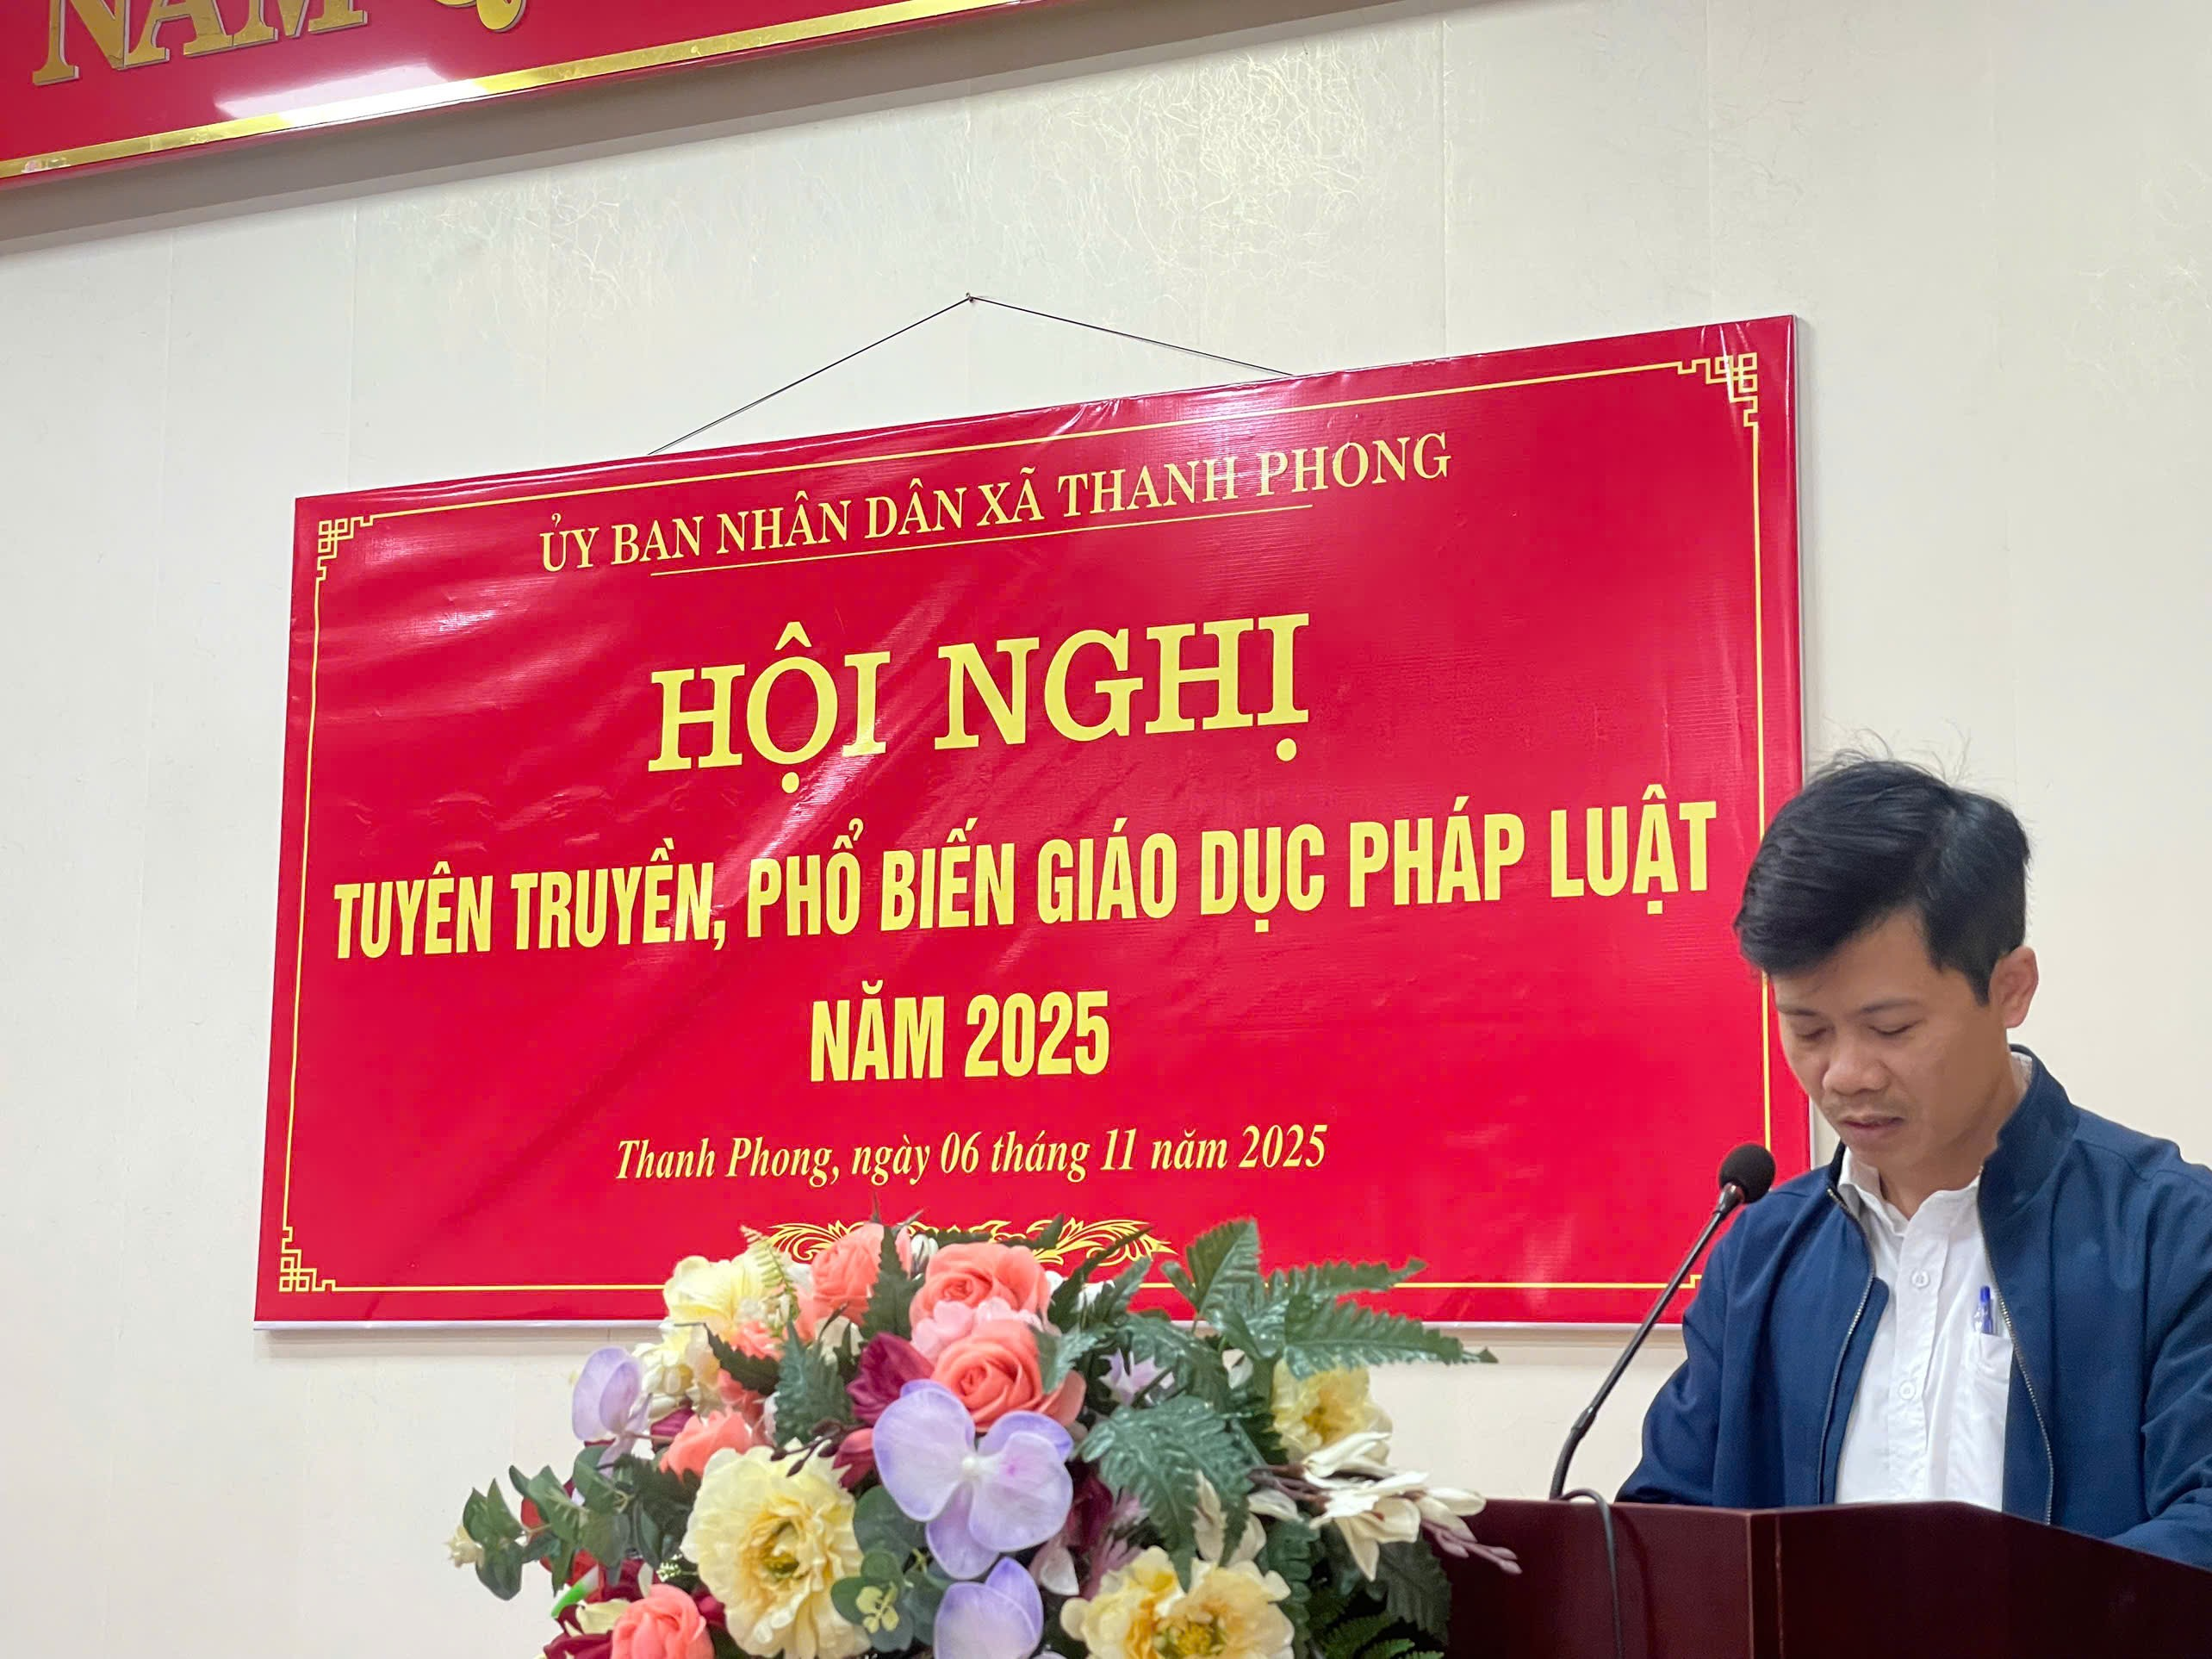 NAM
ỦY BAN NHÂN DÂN XÃ THANH PHONG
HỘI NGHỊ
TUYÊN TRUYỀN, PHỔ BIẾN GIÁO DỤC PHÁP LUẬT
NĂM 2025
Thanh Phong, ngày 06 tháng 11 năm 2025